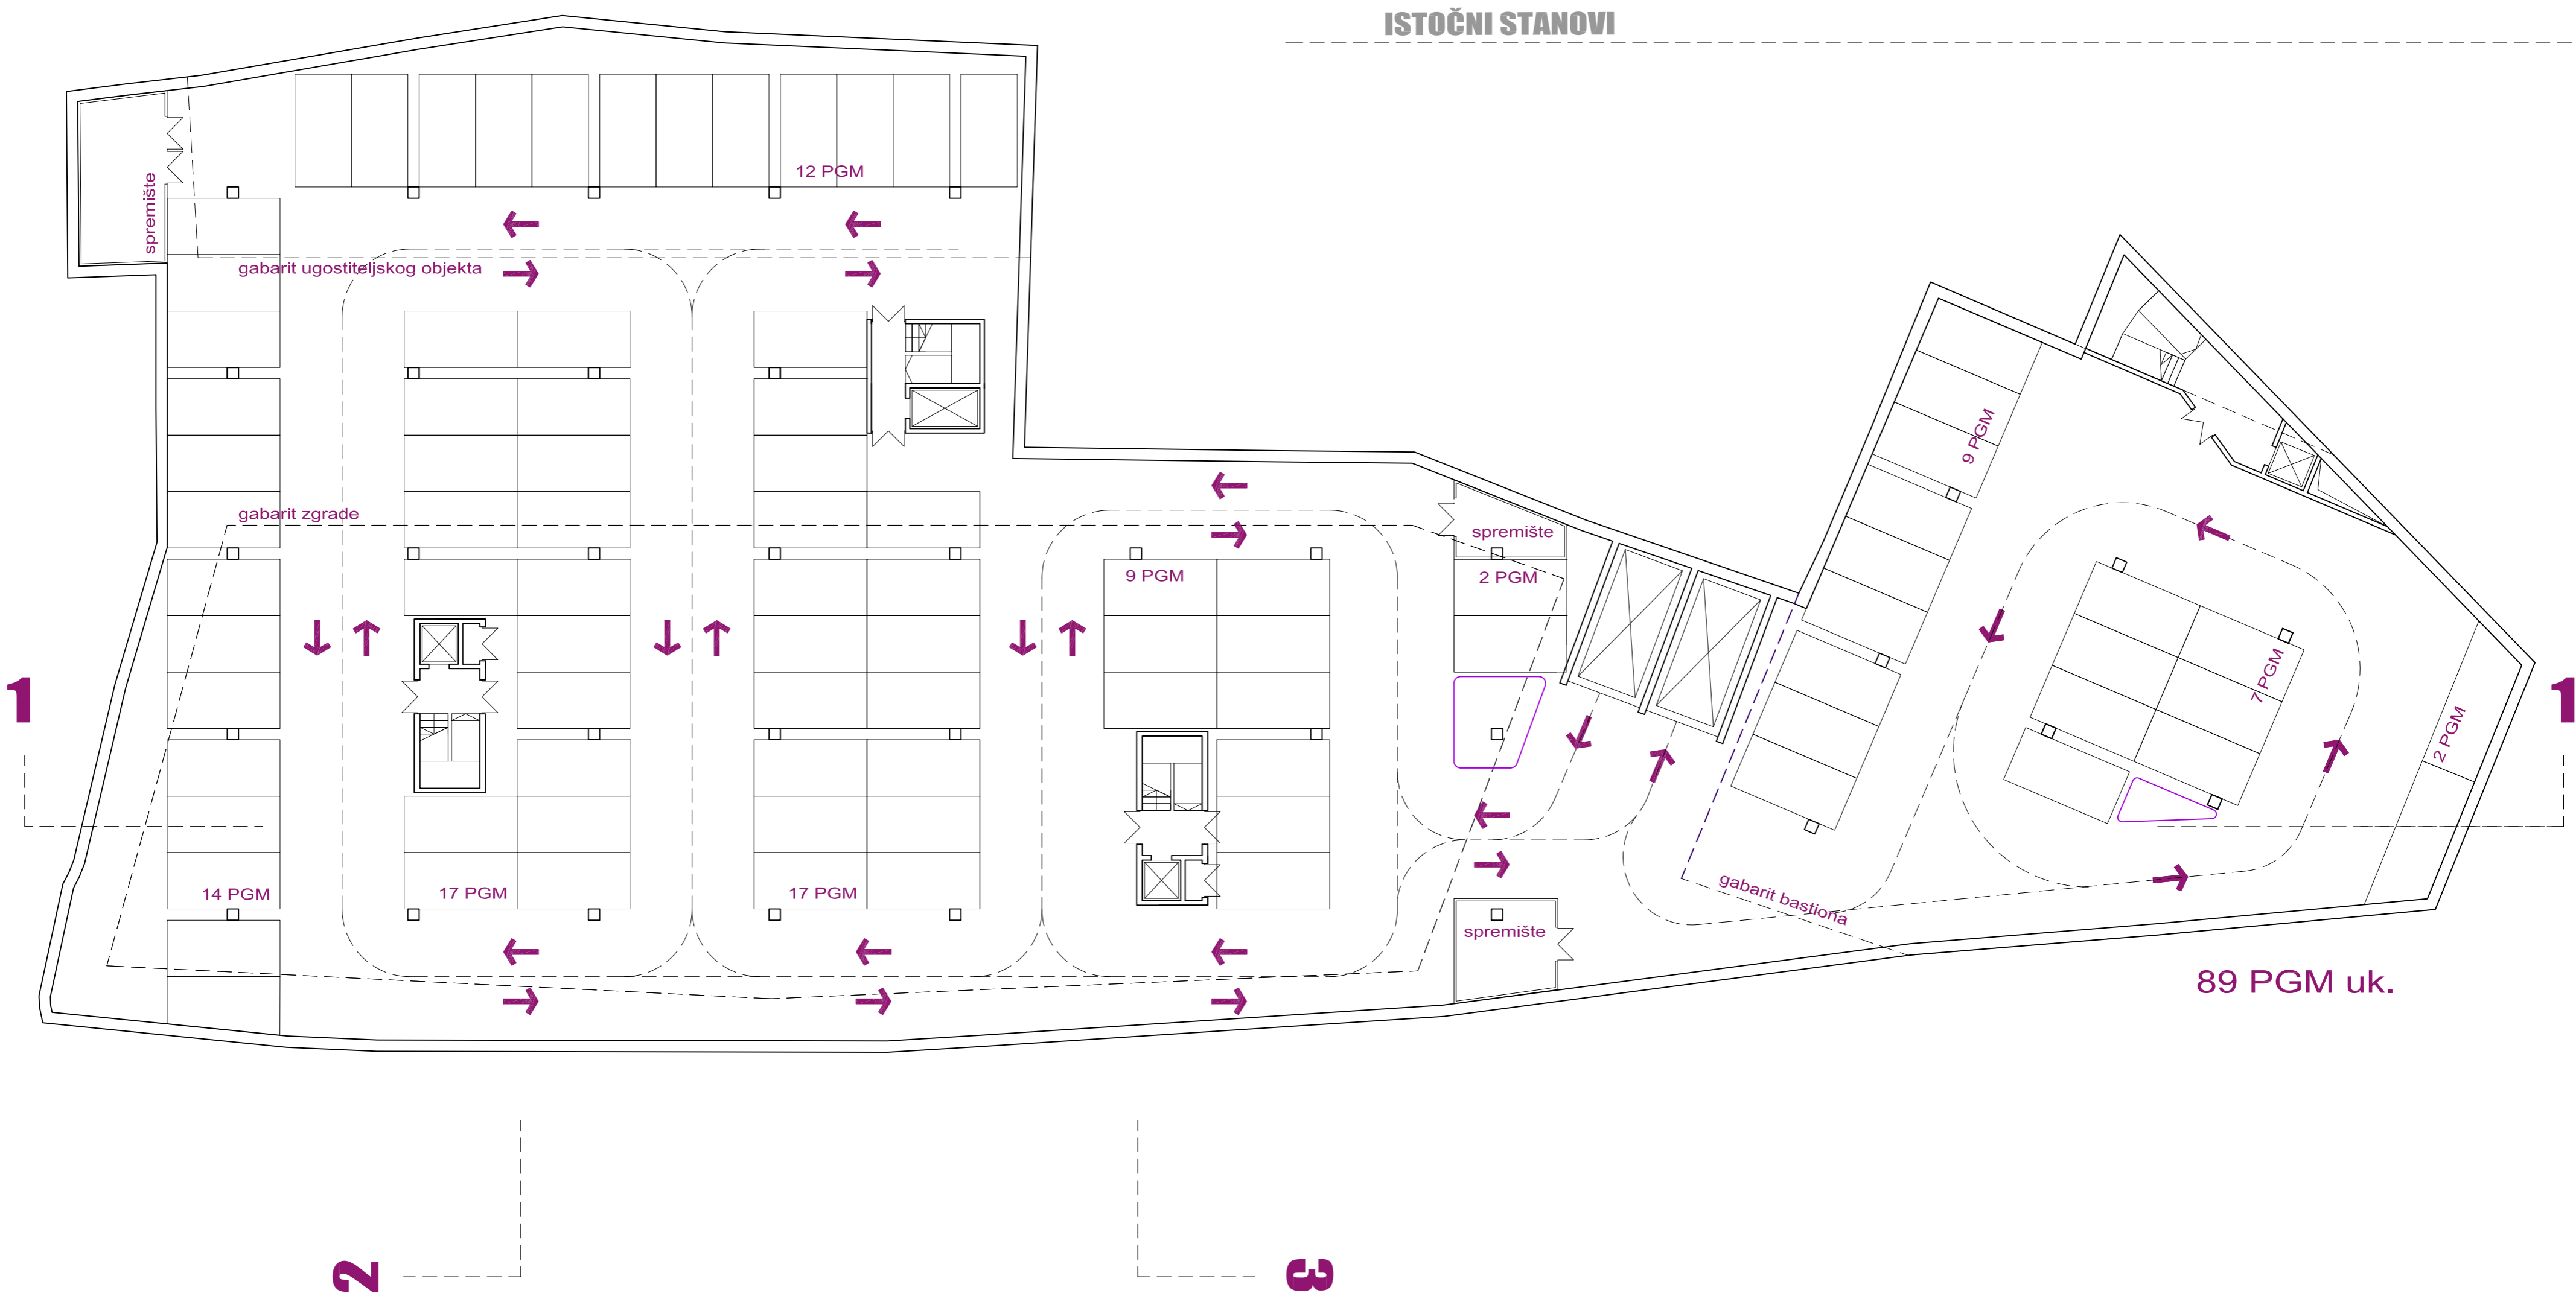 ISTOČNI STANOVI
12 PGM
spremište
gabarit ugostiteljskog objekta
9 PGM
gabarit zgrade
spremište
9 PGM
2 PGM
7 PGM
1
1
2 PGM
14 PGM
17 PGM
17 PGM
gabarit bastiona
spremište
89 PGM uk.
2
3